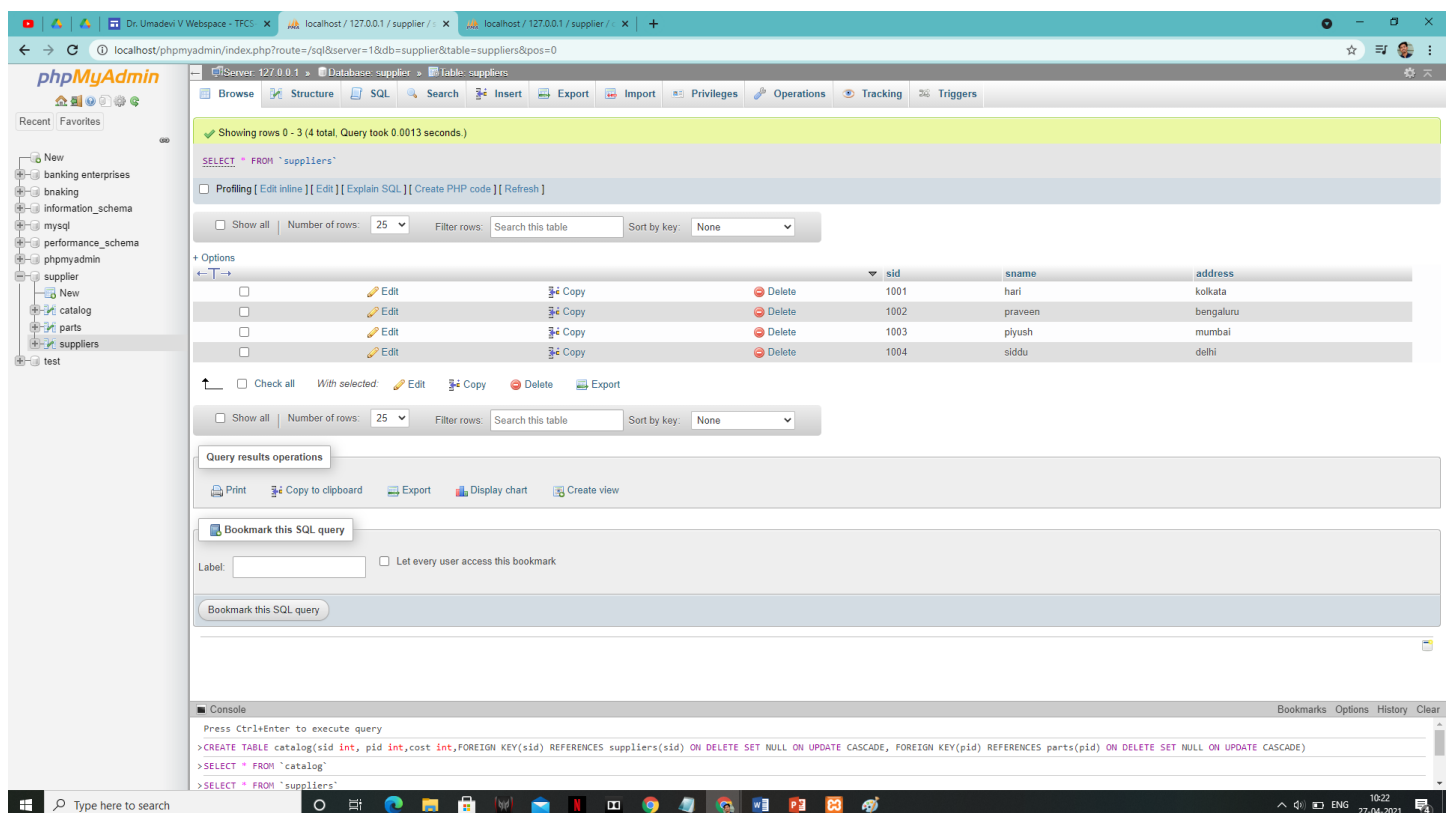 Dr. Umadevi V Webspace - TFCS
localhost / 127.0.0.1 / supplier / s
localhost / 127.0.0.1 / supplier /
localhost/phpmyadmin/index.php?route=/sql&server=1&db=supplier&table=suppliers&pos=0
phpMyAdmin
Recent Favorites
New
banking enterprises
bnaking
information_schema
mysql
performance_schema
phpmyadmin
supplier
New
catalog
parts
suppliers
test
Server: 127.0.0.1 » Database: supplier » Table: suppliers
Browse Structure SQL Search Insert Export Import Privileges Operations Tracking Triggers
Showing rows 0 - 3 (4 total, Query took 0.0013 seconds.)
SELECT * FROM `suppliers`
Profiling [ Edit inline ] [ Edit ] [ Explain SQL ] [ Create PHP code ] [ Refresh ]
Show all | Number of rows: 25 Filter rows: Search this table Sort by key: None
+ Options
←T→ sid sname address
Edit Copy Delete 1001 hari kolkata
Edit Copy Delete 1002 praveen bengaluru
Edit Copy Delete 1003 piyush mumbai
Edit Copy Delete 1004 siddu delhi
Check all With selected: Edit Copy Delete Export
Show all | Number of rows: 25 Filter rows: Search this table Sort by key: None
Query results operations
Print Copy to clipboard Export Display chart Create view
Bookmark this SQL query
Label: Let every user access this bookmark
Bookmark this SQL query
Console Bookmarks Options History Clear
Press Ctrl+Enter to execute query
>CREATE TABLE catalog(sid int, pid int,cost int,FOREIGN KEY(sid) REFERENCES suppliers(sid) ON DELETE SET NULL ON UPDATE CASCADE, FOREIGN KEY(pid) REFERENCES parts(pid) ON DELETE SET NULL ON UPDATE CASCADE)
>SELECT * FROM `catalog`
>SELECT * FROM `suppliers`
Type here to search
ENG
10:22
27-04-2021